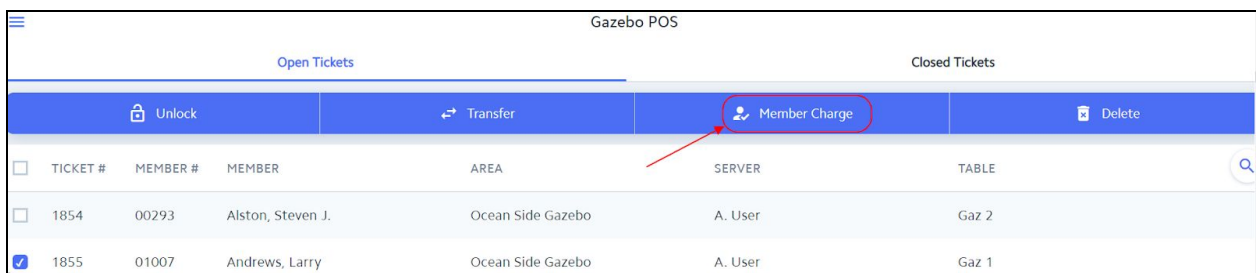 Gazebo POS
Open Tickets Closed Tickets
Unlock Transfer Member Charge Delete
TICKET # MEMBER # MEMBER AREA SERVER TABLE
1854 00293 Alston, Steven J. Ocean Side Gazebo A. User Gaz 2
1855 01007 Andrews, Larry Ocean Side Gazebo A. User Gaz 1